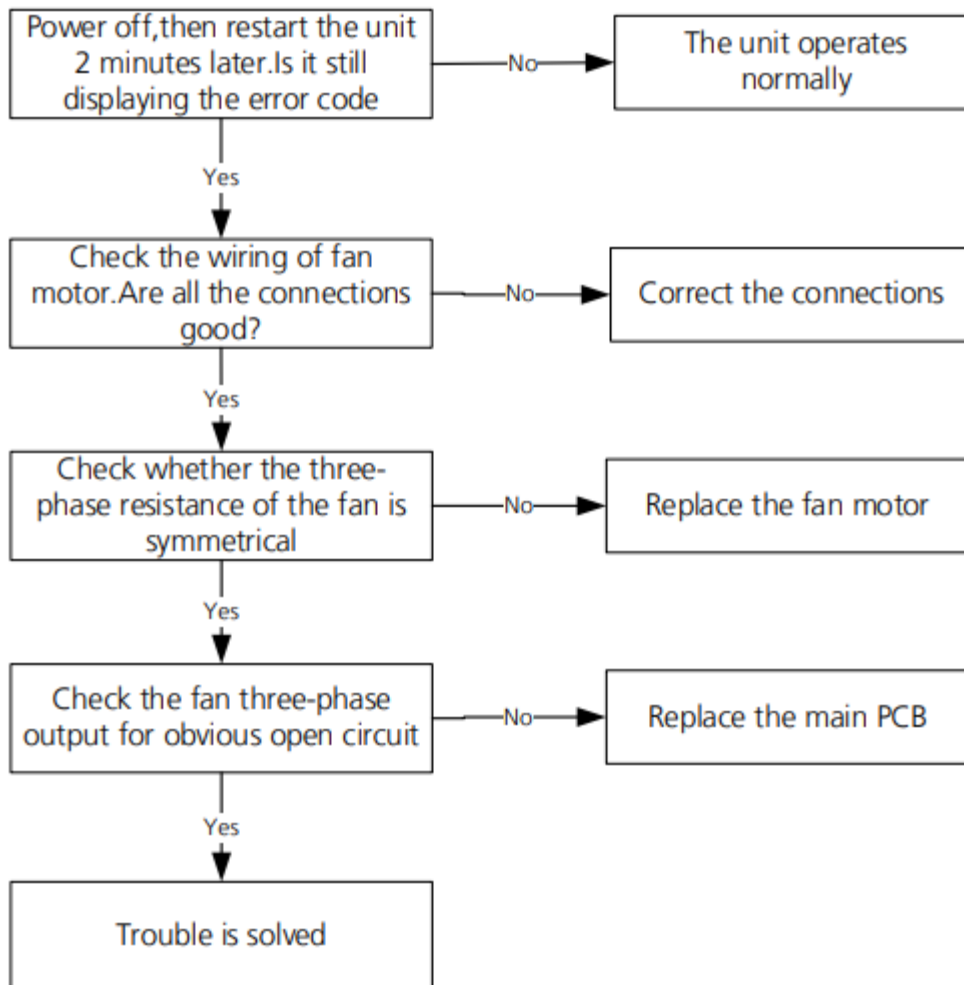 Power off,then restart the unit
2 minutes later.Is it still
displaying the error code
No
The unit operates
normally
Yes
Check the wiring of fan
motor.Are all the connections
good?
No
Correct the connections
Yes
Check whether the three-
phase resistance of the fan is
symmetrical
No
Replace the fan motor
Yes
Check the fan three-phase
output for obvious open circuit
No
Replace the main PCB
Yes
Trouble is solved